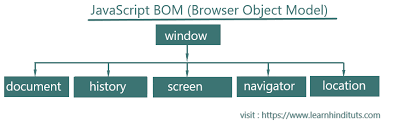 JavaScript BOM (Browser Object Model)
window
document history screen navigator location
visit : https://www.learnhindituts.com